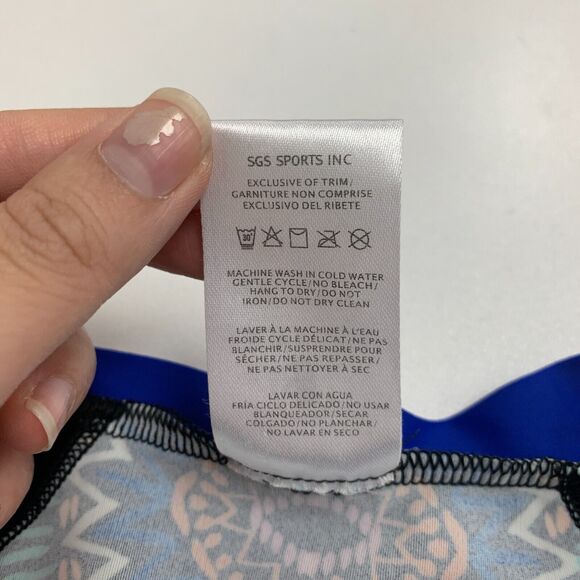 SGS SPORTS INC
EXCLUSIVE OF TRIM/
GARNITURE NON COMPRISE
EXCLUSIVO DEL RIBETE
30°
MACHINE WASH IN COLD WATER
GENTLE CYCLE/NO BLEACH/
HANG TO DRY/DO NOT
IRON/DO NOT DRY CLEAN
LAVER À LA MACHINE À L'EAU
FROIDE CYCLE DÉLICAT/NE PAS
BLANCHIR/SUSPENDRE POUR
SÉCHER/NE PAS REPASSER/
NE PAS NETTOYER À SEC
LAVAR CON AGUA
FRÍA CICLO DELICADO/NO USAR
BLANQUEADOR/SECAR
COLGADO/NO PLANCHAR/
NO LAVAR EN SECO